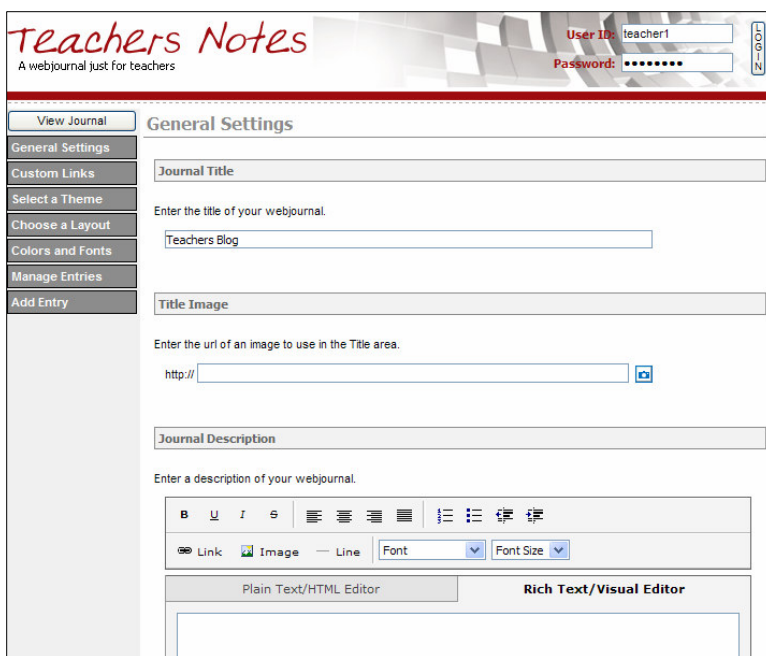 Teachers Notes
A webjournal just for teachers
User ID: teacher1
Password: ••••••••
LOGIN
View Journal
General Settings
Custom Links
Select a Theme
Choose a Layout
Colors and Fonts
Manage Entries
Add Entry
General Settings
Journal Title
Enter the title of your webjournal.
Teachers Blog
Title Image
Enter the url of an image to use in the Title area.
http://
Journal Description
Enter a description of your webjournal.
B U I S
Link Image Line Font Font Size
Plain Text/HTML Editor Rich Text/Visual Editor